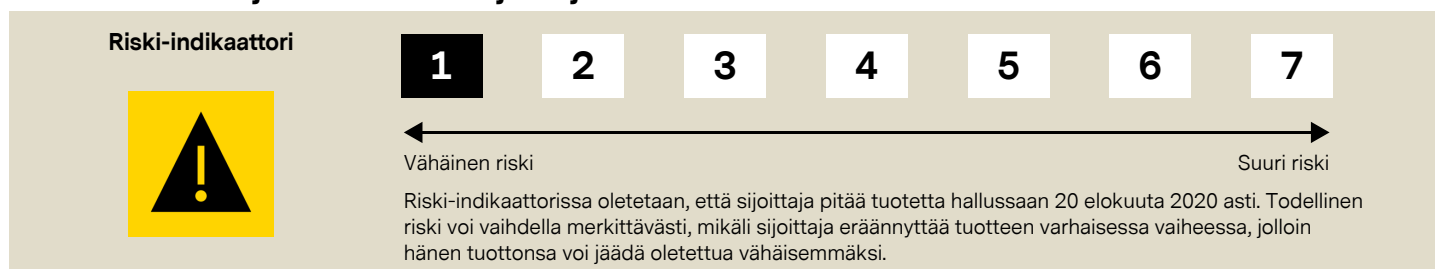 Riski-indikaattori
1 2 3 4 5 6 7
Vähäinen riski Suuri riski
Riski-indikaattorissa oletetaan, että sijoittaja pitää tuotetta hallussaan 20 elokuuta 2020 asti. Todellinen
riski voi vaihdella merkittävästi, mikäli sijoittaja eräännyttää tuotteen varhaisessa vaiheessa, jolloin
hänen tuottonsa voi jäädä oletettua vähäisemmäksi.